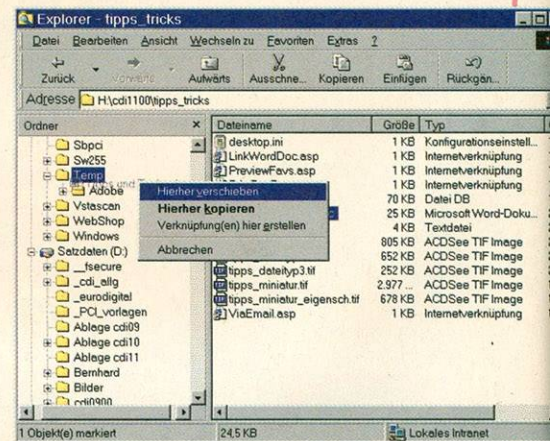 Explorer - tipps_tricks
Datei Bearbeiten Ansicht Wechseln zu Favoriten Extras ?
Zurück Vorwärts Aufwärts Ausschne... Kopieren Einfügen Rückgän...
Adresse H:\cdi1100\tipps_tricks
Ordner ×
Sbpci
Sw255
Temp
Adobe
Vstascan
WebShop
Windows
Satzdaten (D:)
__fsecure
_cdi_allg
_eurodigital
_PCI_vorlagen
Ablage cdi09
Ablage cdi10
Ablage cdi11
Bernhard
Bilder
cdi0900
Hierher verschieben
Hierher kopieren
Verknüpfung(en) hier erstellen
Abbrechen
Dateiname Größe Typ
desktop.ini 1 KB Konfigurationseinstell...
LinkWordDoc.asp 1 KB Internetverknüpfung
PreviewFavs.asp 1 KB Internetverknüpfung
1 KB Internetverknüpfung
70 KB Datei DB
25 KB Microsoft Word-Doku...
4 KB Textdatei
805 KB ACDSee TIF Image
652 KB ACDSee TIF Image
tipps_dateityp3.tif 252 KB ACDSee TIF Image
tipps_miniatur.tif 2.977 ... ACDSee TIF Image
tipps_miniatur_eigensch.tif 678 KB ACDSee TIF Image
ViaEmail.asp 1 KB Internetverknüpfung
1 Objekt(e) markiert 24,5 KB Lokales Intranet